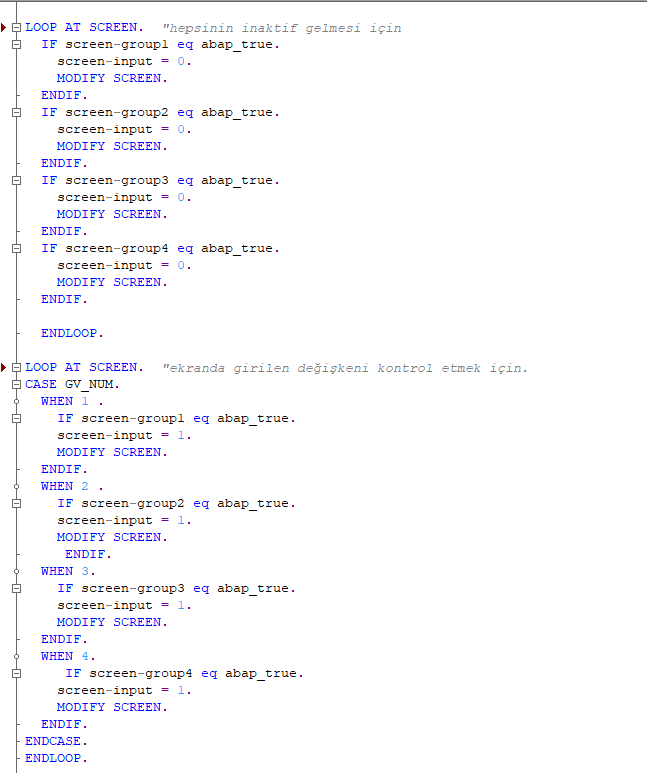 LOOP AT SCREEN.  "hepsinin inaktif gelmesi için
  IF screen-group1 eq abap_true.
    screen-input = 0.
    MODIFY SCREEN.
  ENDIF.
  IF screen-group2 eq abap_true.
    screen-input = 0.
    MODIFY SCREEN.
  ENDIF.
  IF screen-group3 eq abap_true.
    screen-input = 0.
    MODIFY SCREEN.
  ENDIF.
  IF screen-group4 eq abap_true.
    screen-input = 0.
    MODIFY SCREEN.
  ENDIF.

  ENDLOOP.

LOOP AT SCREEN.  "ekranda girilen değişkeni kontrol etmek için.
CASE GV_NUM.
  WHEN 1 .
    IF screen-group1 eq abap_true.
    screen-input = 1.
    MODIFY SCREEN.
  ENDIF.
  WHEN 2 .
    IF screen-group2 eq abap_true.
    screen-input = 1.
    MODIFY SCREEN.
     ENDIF.
  WHEN 3.
    IF screen-group3 eq abap_true.
    screen-input = 1.
    MODIFY SCREEN.
  ENDIF.
  WHEN 4.
     IF screen-group4 eq abap_true.
    screen-input = 1.
    MODIFY SCREEN.
  ENDIF.
ENDCASE.
ENDLOOP.